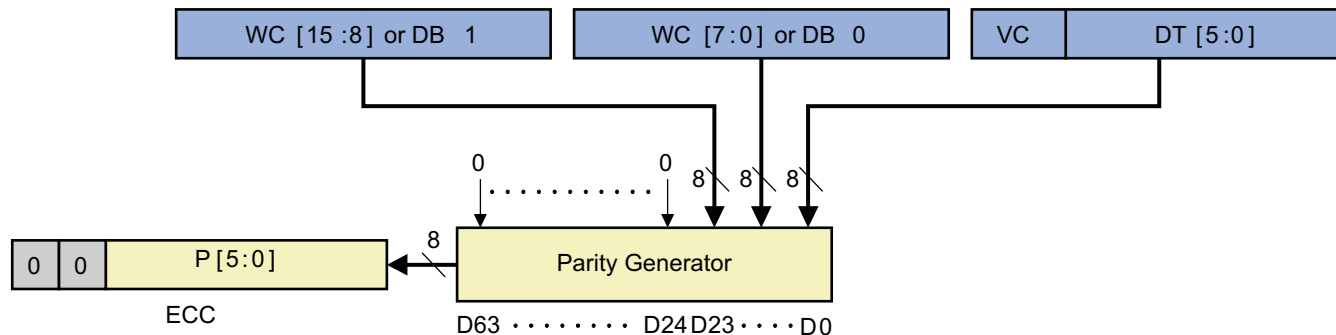 WC [15:8] or DB 1
WC [7:0] or DB 0
VC
DT [5:0]
0
0
8
8
8
8
0
0
P[5:0]
Parity Generator
ECC
D63 · · · · · · · · D24 D23 · · · · D0